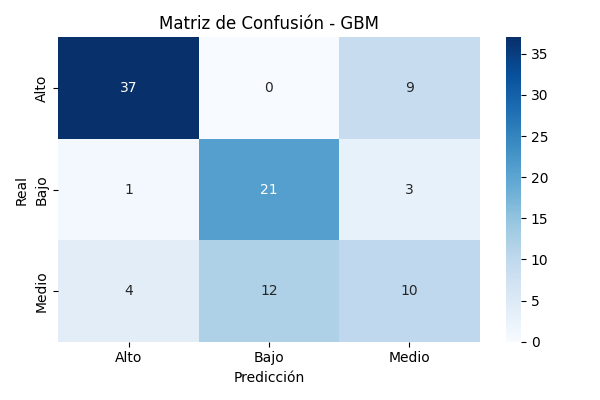 Matriz de Confusión - GBM
Real
Alto
37 0 9
Bajo
1 21 3
Medio
4 12 10
Alto Bajo Medio
Predicción
35
30
25
20
15
10
5
0